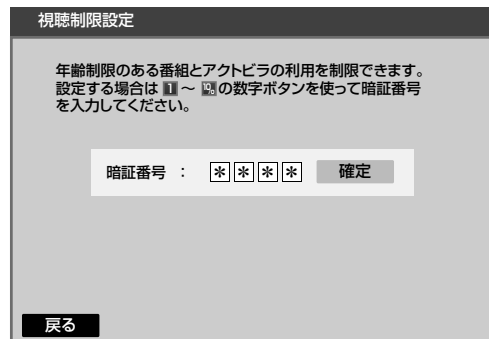 視聴制限設定
年齢制限のある番組とアクトビラの利用を制限できます。
設定する場合は 1 ～ 10 の数字ボタンを使って暗証番号
を入力してください。
暗証番号 : ＊＊＊＊ 確定
戻る